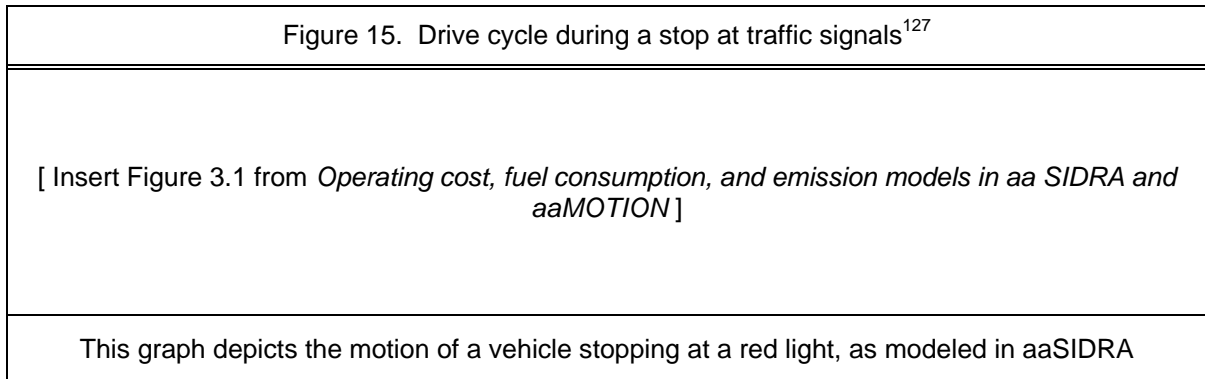 Figure 15.  Drive cycle during a stop at traffic signals127
[ Insert Figure 3.1 from Operating cost, fuel consumption, and emission models in aa SIDRA and
aaMOTION ]
This graph depicts the motion of a vehicle stopping at a red light, as modeled in aaSIDRA